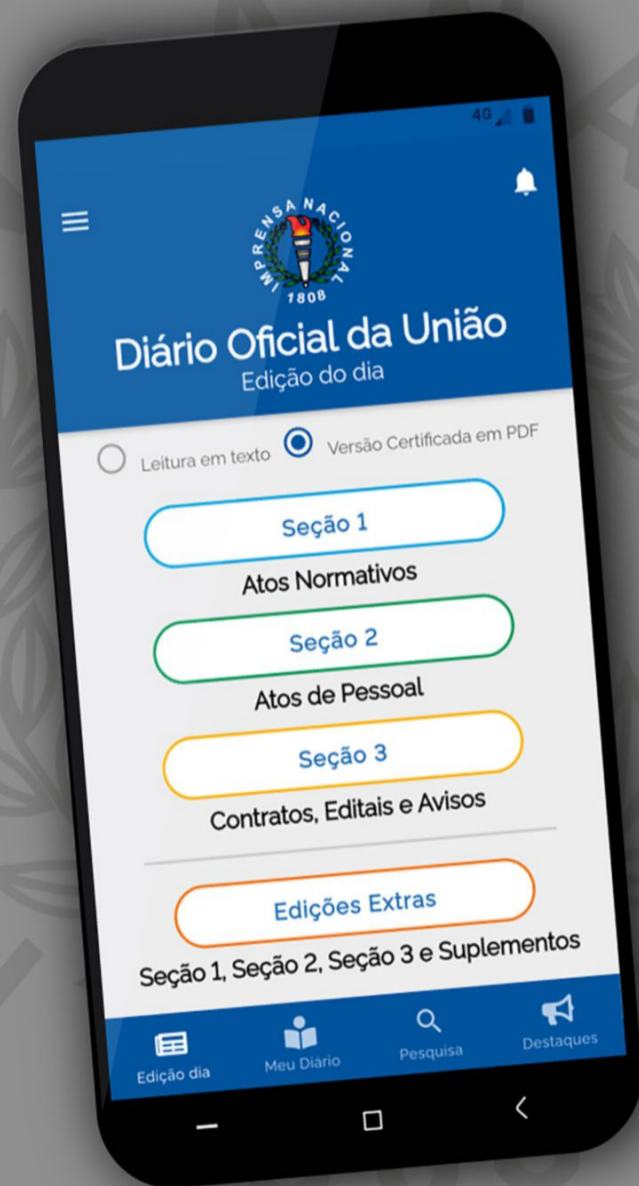 4G
IMPRENSA NACIONAL
1808
Diário Oficial da União
Edição do dia
Leitura em texto Versão Certificada em PDF
Seção 1
Atos Normativos
Seção 2
Atos de Pessoal
Seção 3
Contratos, Editais e Avisos
Edições Extras
Seção 1, Seção 2, Seção 3 e Suplementos
Edição dia Meu Diário Pesquisa Destaques